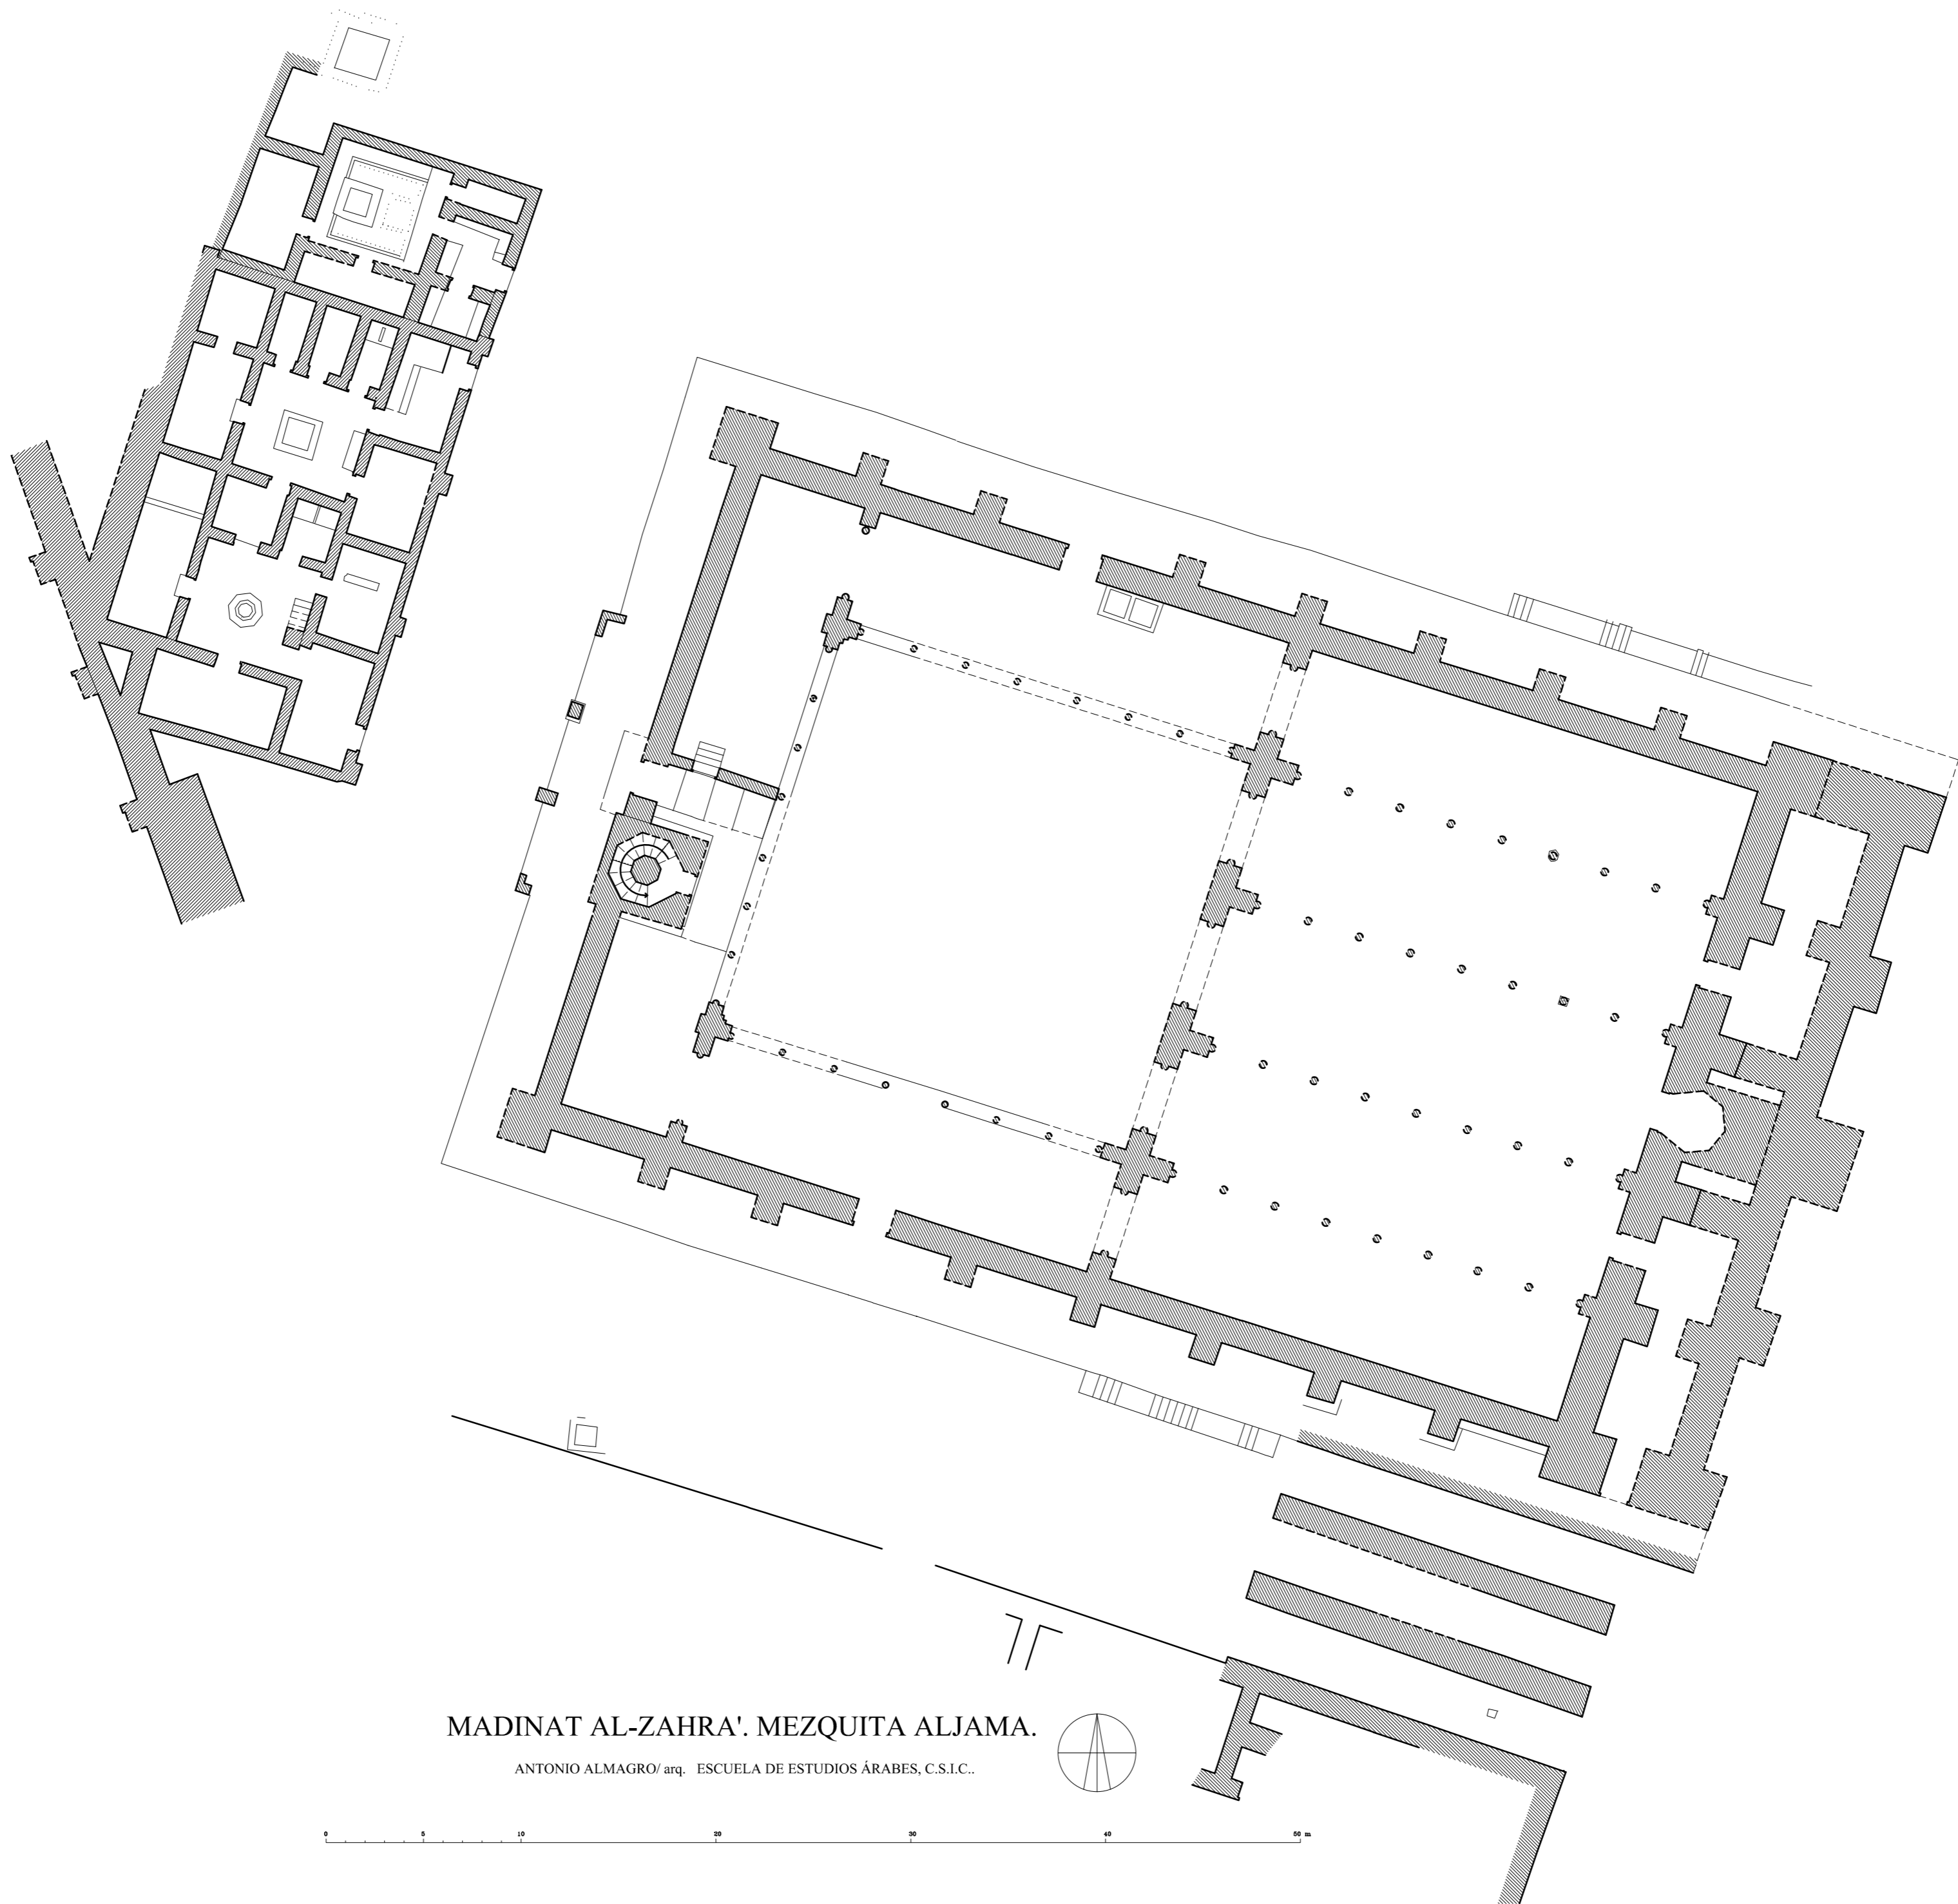 MADINAT AL-ZAHRA'. MEZQUITA ALJAMA.
ANTONIO ALMAGRO/ arq. ESCUELA DE ESTUDIOS ÁRABES, C.S.I.C..
0 5 10 20 30 40 50 m